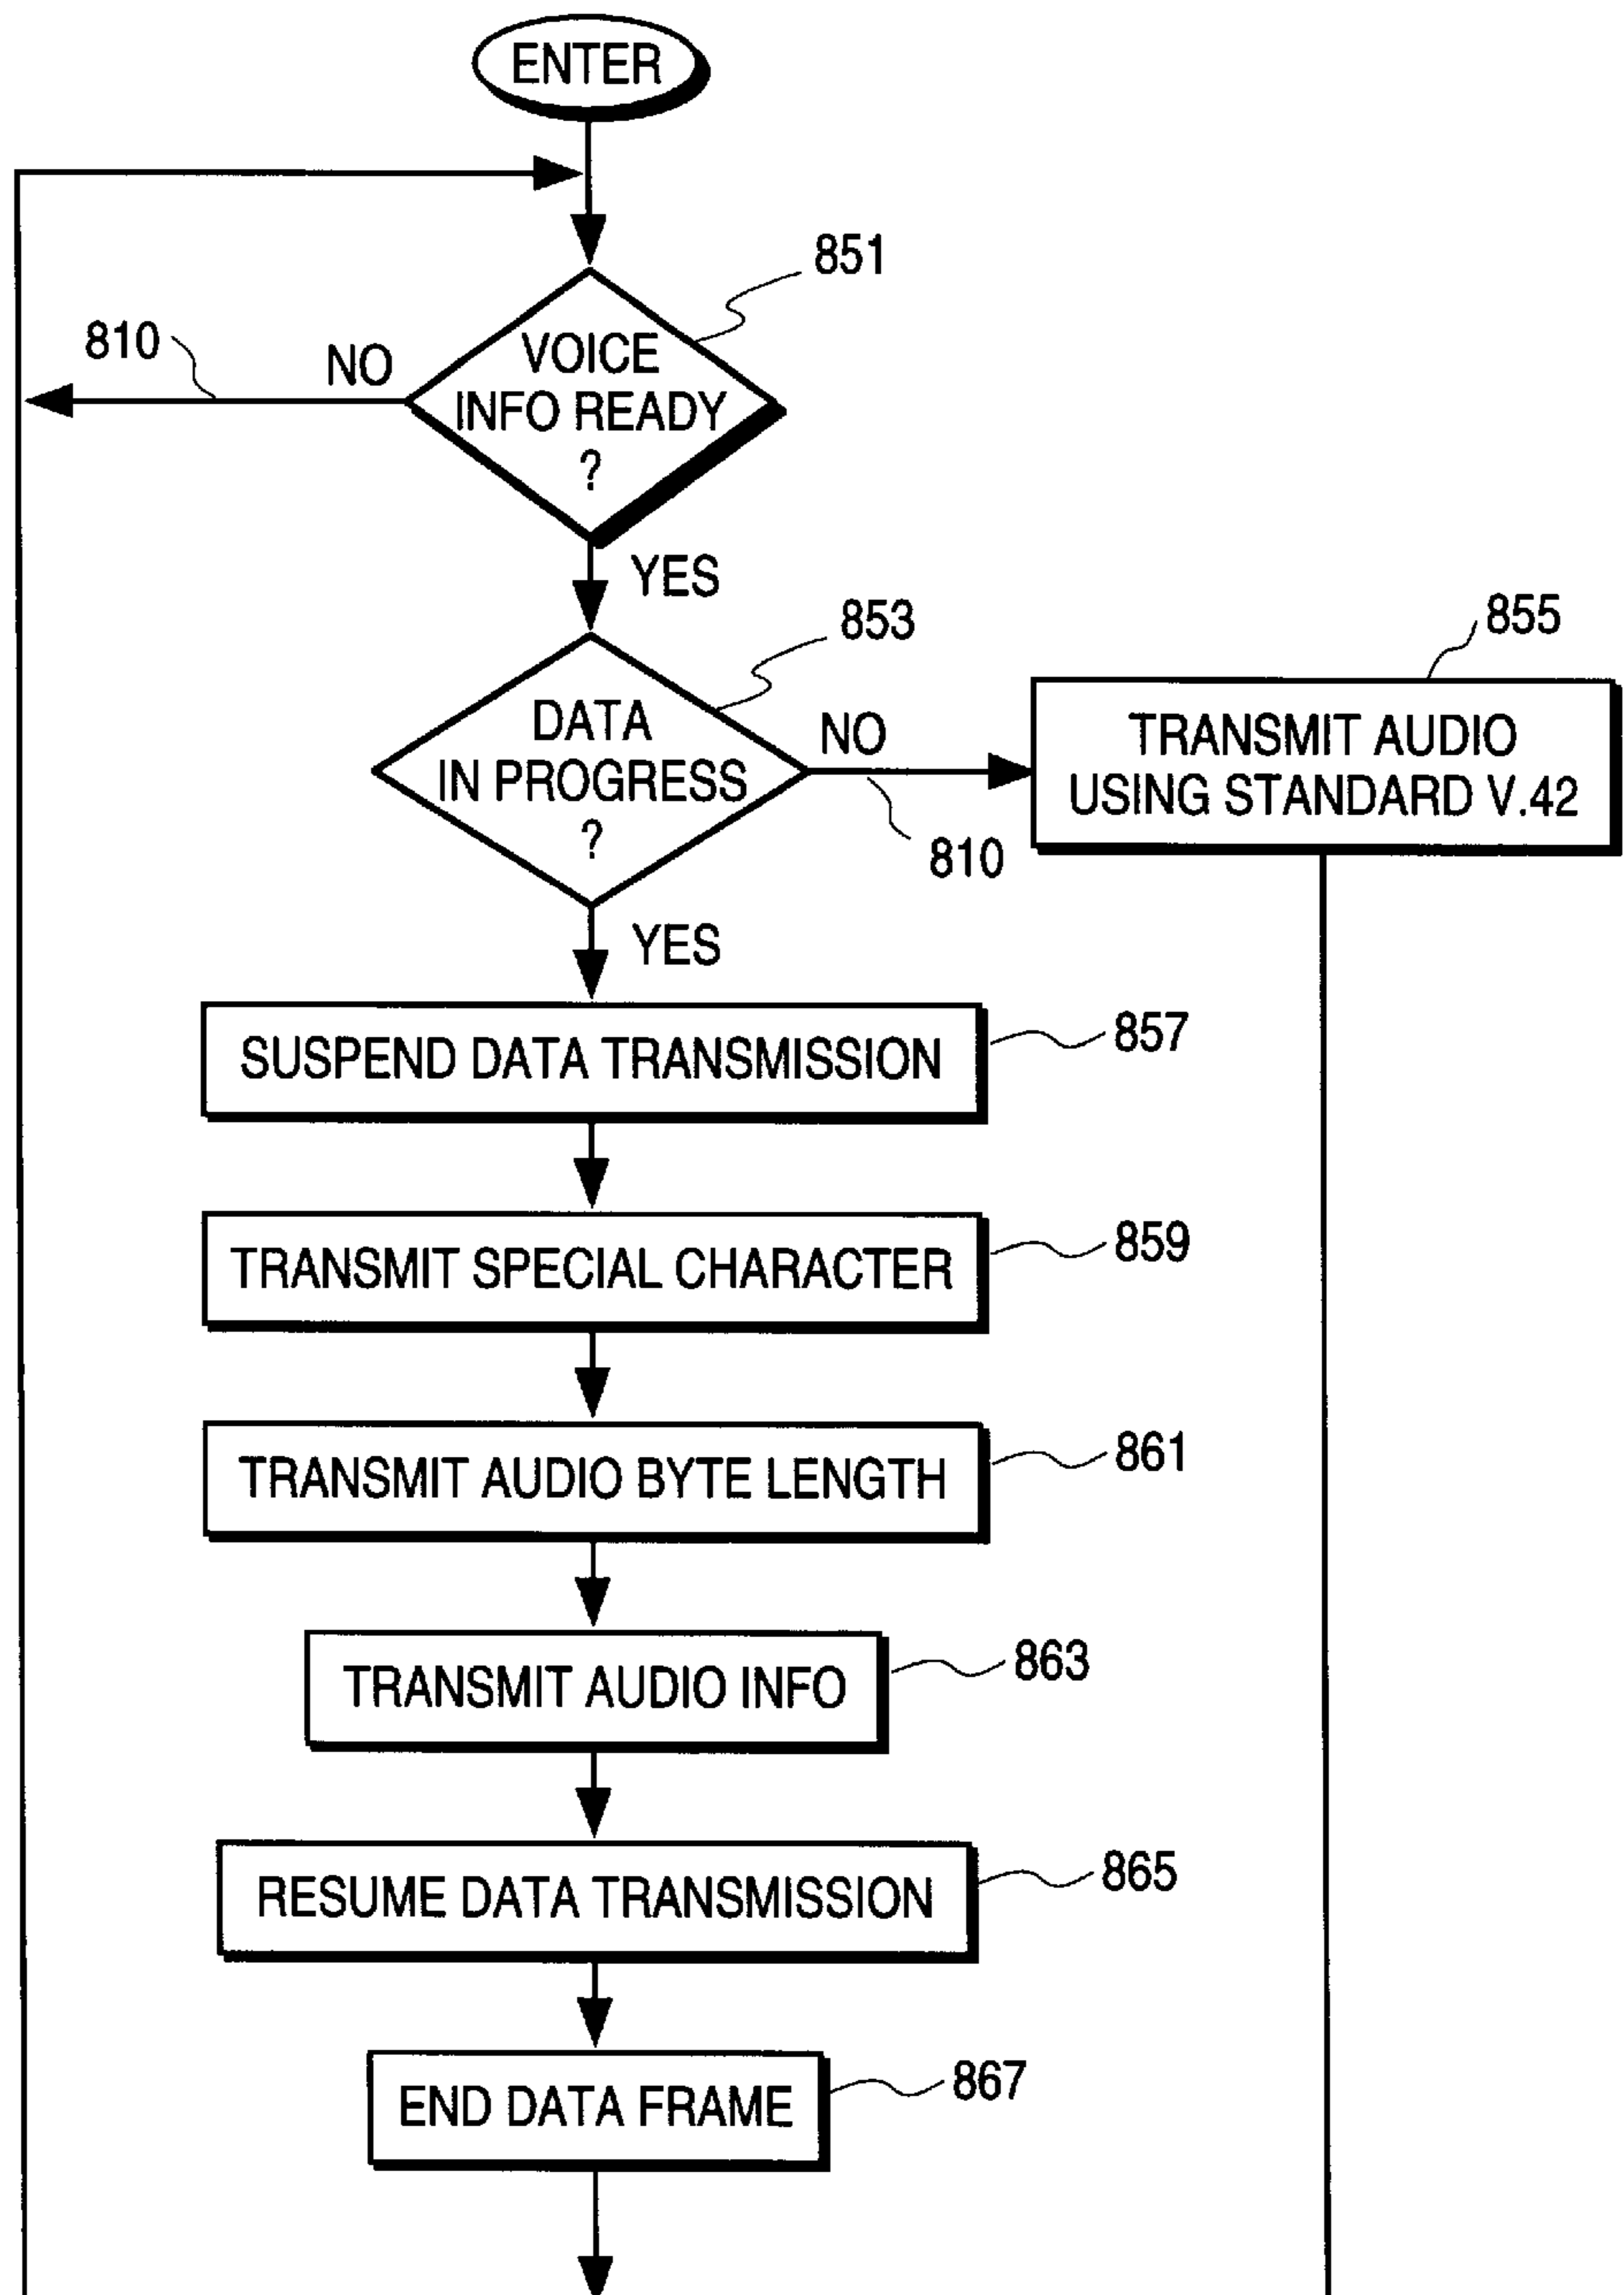 ENTER
851
810
NO
VOICE
INFO READY
?
YES
853
855
DATA
IN PROGRESS
?
NO
810
TRANSMIT AUDIO
USING STANDARD V.42
YES
SUSPEND DATA TRANSMISSION
857
TRANSMIT SPECIAL CHARACTER
859
TRANSMIT AUDIO BYTE LENGTH
861
TRANSMIT AUDIO INFO
863
RESUME DATA TRANSMISSION
865
END DATA FRAME
867